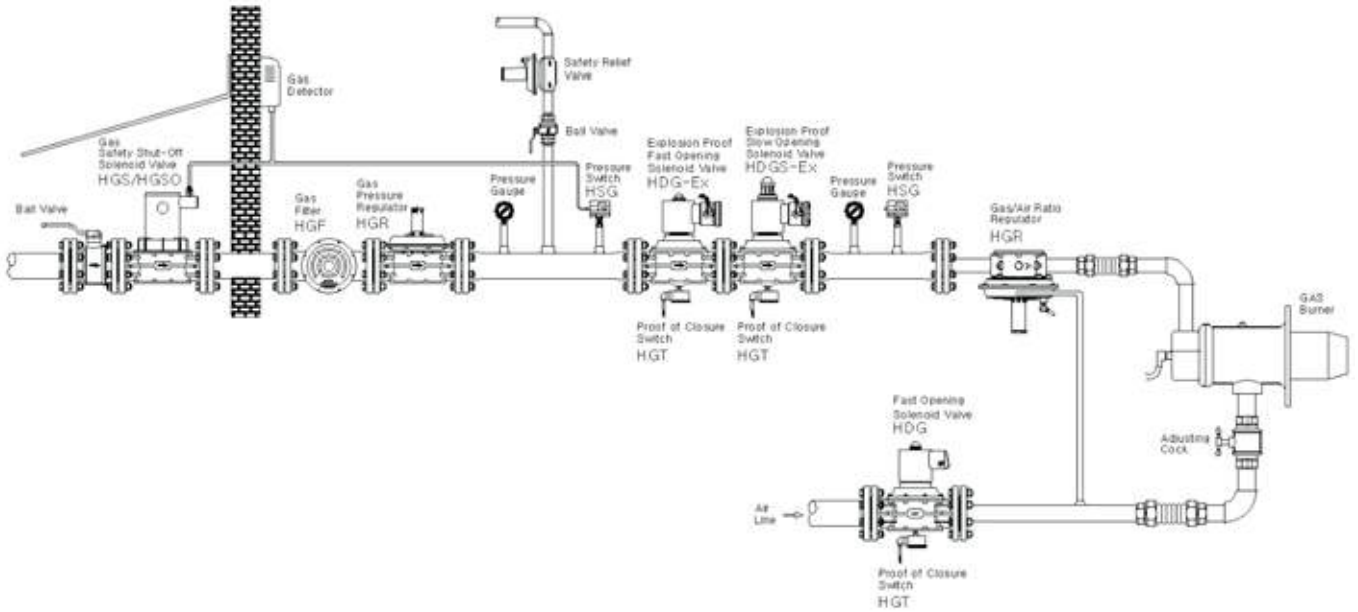 Safety Relief
Valve
Gas
Detector
Ball Valve
Gas
Safety Shut-Off
Solenoid Valve
HGS/HGSO
Ball Valve
Gas
Filter
HGF
Gas
Pressure
Regulator
HGR
Pressure
Gauge
Pressure
Switch
HSG
Explosion Proof
Fast Opening
Solenoid Valve
HDG-Ex
Explosion Proof
Slow Opening
Solenoid Valve
HDGS-Ex
Pressure
Gauge
Pressure
Switch
HSG
Gas/Air Ratio
Regulator
HGR
GAS
Burner
Proof of Closure
Switch
HGT
Proof of Closure
Switch
HGT
Fast Opening
Solenoid Valve
HDG
Adjusting
Cock
Air
Line
Proof of Closure
Switch
HGT